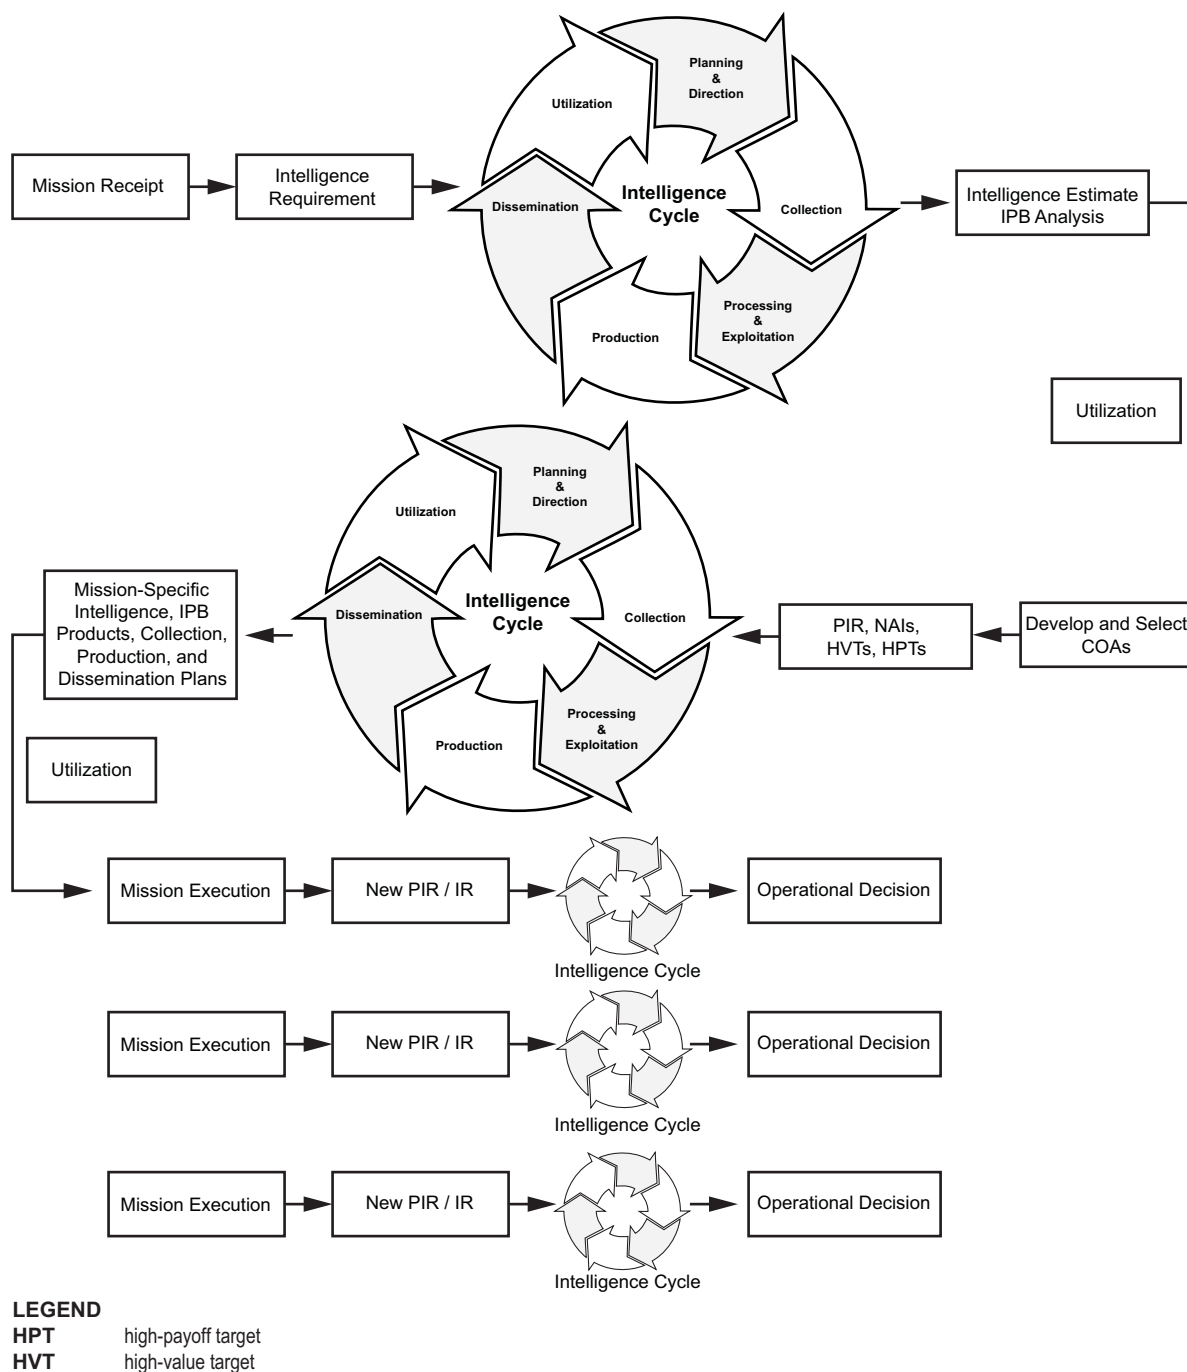 Planning
&
Direction
Utilization
Mission Receipt
Intelligence
Requirement
Intelligence
Cycle
Dissemination
Collection
Intelligence Estimate
IPB Analysis
Processing
&
Exploitation
Production
Utilization
Planning
&
Direction
Utilization
Mission-Specific
Intelligence, IPB
Products, Collection,
Production, and
Dissemination Plans
Dissemination
Intelligence
Cycle
Collection
PIR, NAIs,
HVTs, HPTs
Develop and Select
COAs
Processing
&
Exploitation
Production
Utilization
Mission Execution
New PIR / IR
Operational Decision
Intelligence Cycle
Mission Execution
New PIR / IR
Operational Decision
Intelligence Cycle
Mission Execution
New PIR / IR
Operational Decision
Intelligence Cycle
LEGEND
HPT high-payoff target
HVT high-value target